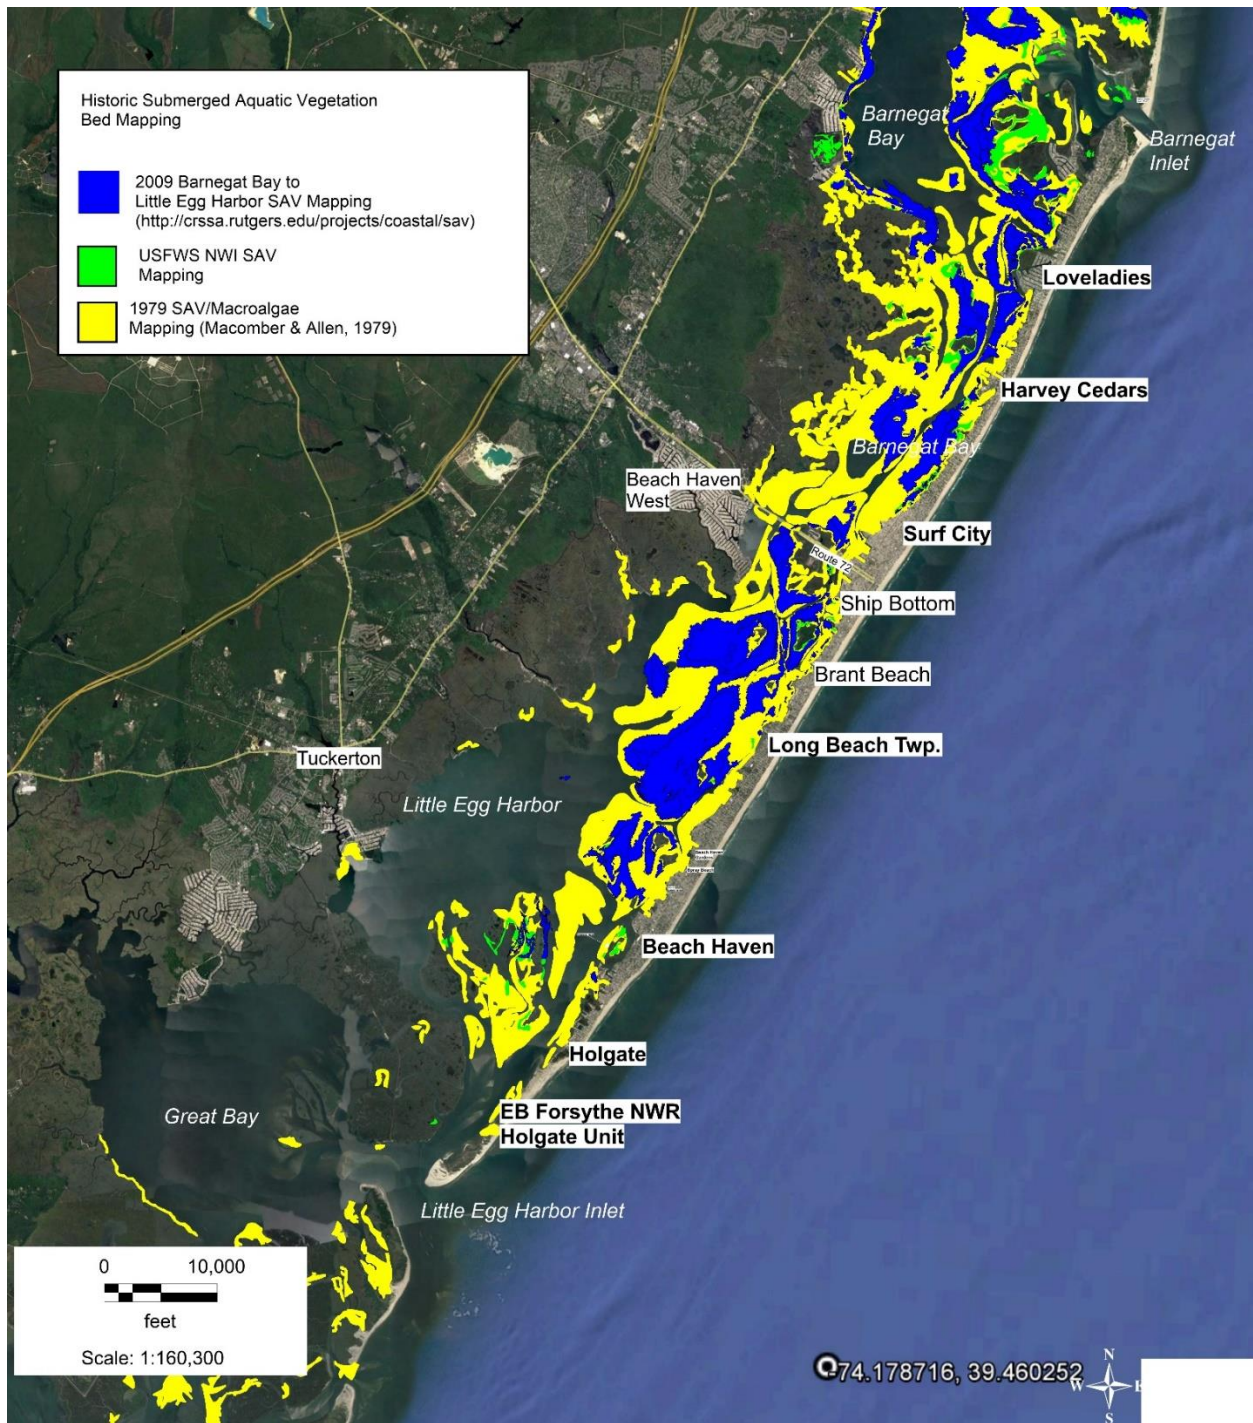 Historic Submerged Aquatic Vegetation
Bed Mapping
2009 Barnegat Bay to
Little Egg Harbor SAV Mapping
(http://crssa.rutgers.edu/projects/coastal/sav)
USFWS NWI SAV
Mapping
1979 SAV/Macroalgae
Mapping (Macomber & Allen, 1979)
Barnegat
Bay
Barnegat
Inlet
Loveladies
Harvey Cedars
Barnegat Bay
Beach Haven
West
Surf City
Route 72
Ship Bottom
Brant Beach
Long Beach Twp.
Tuckerton
Little Egg Harbor
Beach Haven
Holgate
EB Forsythe NWR
Holgate Unit
Great Bay
Little Egg Harbor Inlet
0 10,000
feet
Scale: 1:160,300
-74.178716, 39.460252
N
W E
S